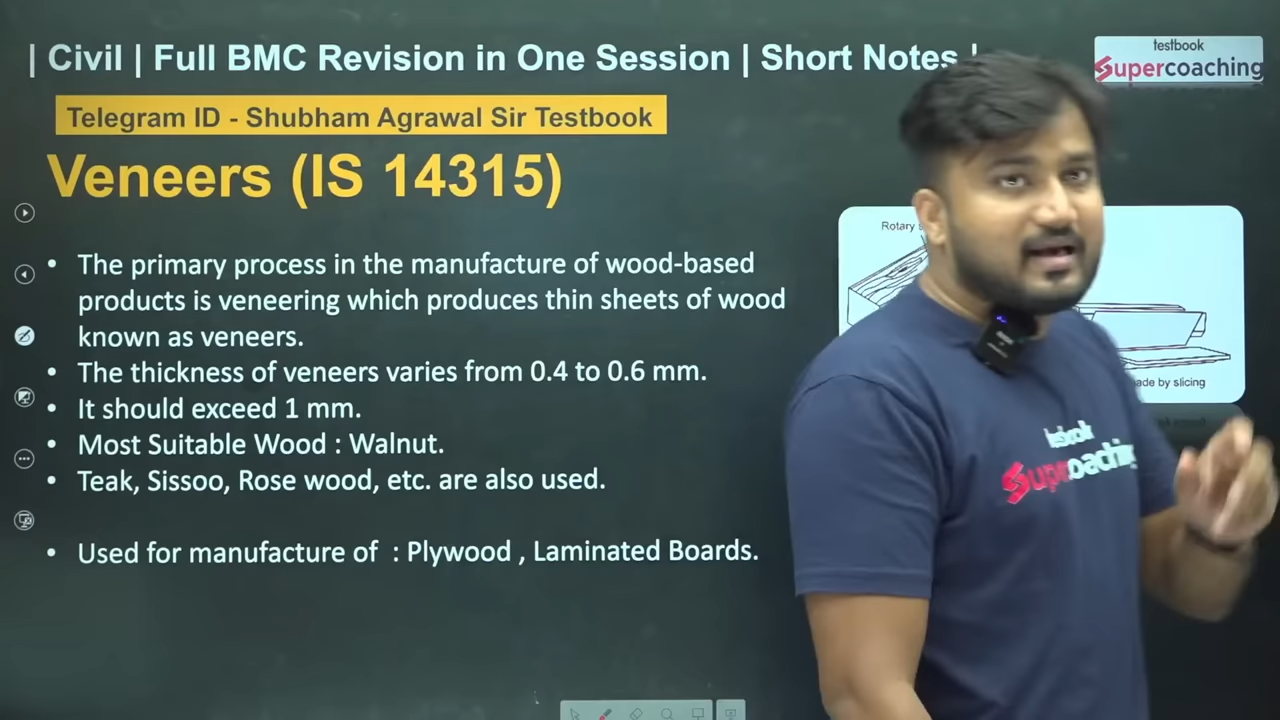 | Civil | Full BMC Revision in One Session | Short Notes |
testbook
Supercoaching
Telegram ID - Shubham Agrawal Sir Testbook
Veneers (IS 14315)
• The primary process in the manufacture of wood-based
products is veneering which produces thin sheets of wood
known as veneers.
• The thickness of veneers varies from 0.4 to 0.6 mm.
• It should exceed 1 mm.
• Most Suitable Wood : Walnut.
• Teak, Sissoo, Rose wood, etc. are also used.
• Used for manufacture of : Plywood , Laminated Boards.
Rotary
by slicing
testbook
Supercoaching